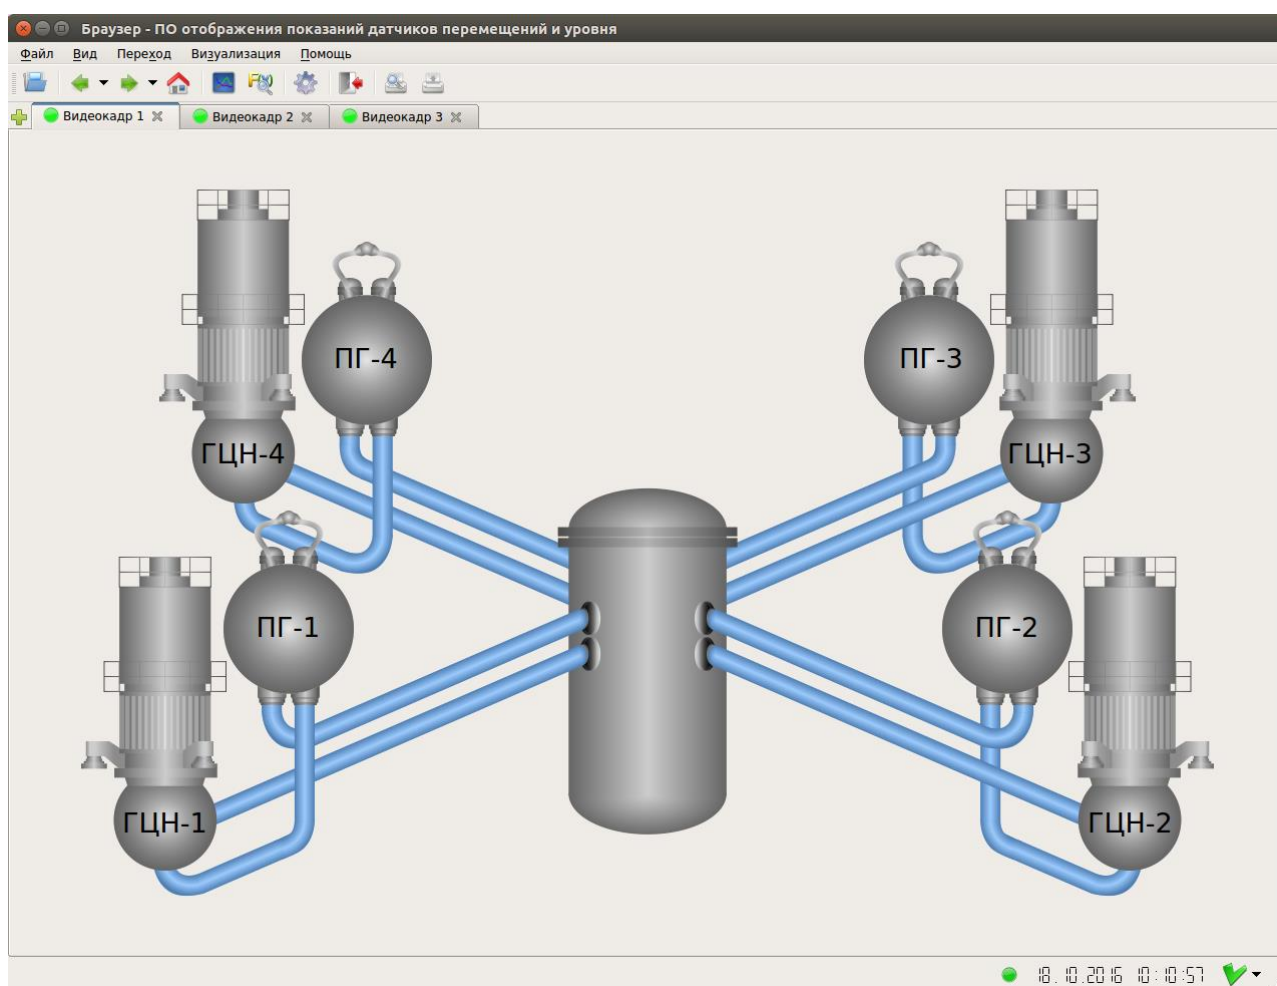 Браузер - ПО отображения показаний датчиков перемещений и уровня
Файл Вид Переход Визуализация Помощь
F(x)
Видеокадр 1 Видеокадр 2 Видеокадр 3
ПГ-4 ПГ-3
ГЦН-4 ГЦН-3
ПГ-1 ПГ-2
ГЦН-1 ГЦН-2
18.10.2016 10:10:57